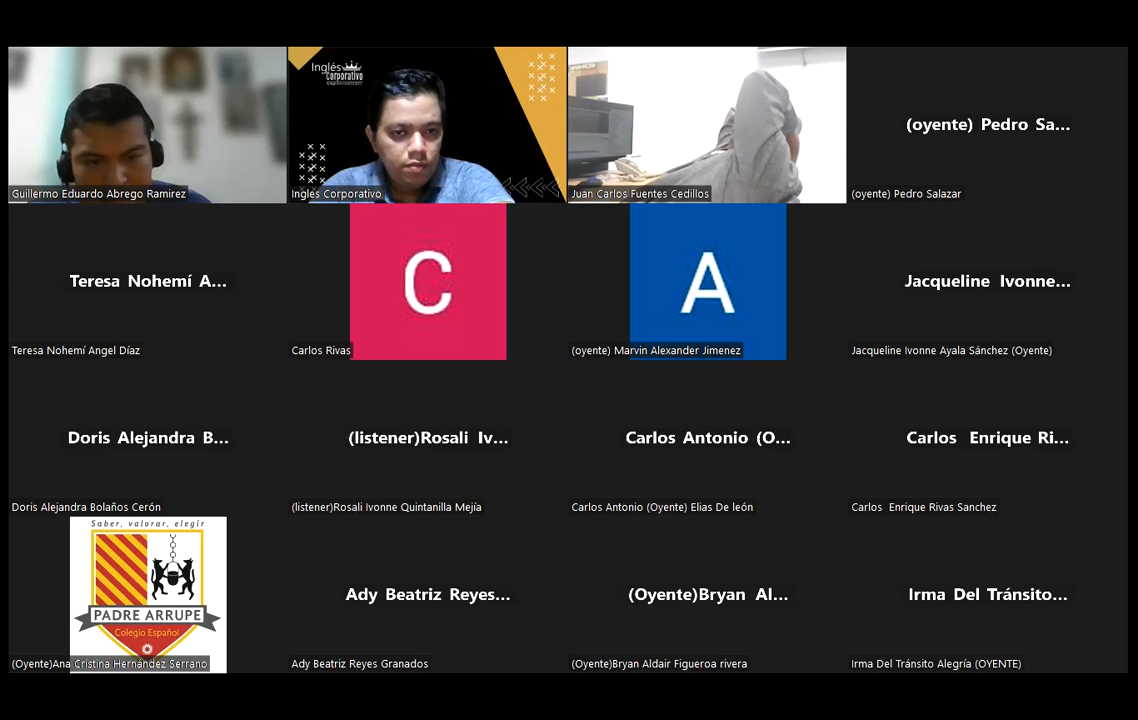 Inglés
Corporativo
Guillermo Eduardo Abrego Ramirez
Inglés Corporativo
Juan Carlos Fuentes Cedillos
(oyente) Pedro Sa...
(oyente) Pedro Salazar
Teresa Nohemí A...
Teresa Nohemí Angel Díaz
C
Carlos Rivas
A
(oyente) Marvin Alexander Jimenez
Jacqueline Ivonne...
Jacqueline Ivonne Ayala Sánchez (Oyente)
Doris Alejandra B...
Doris Alejandra Bolaños Cerón
(listener)Rosali Iv...
(listener)Rosali Ivonne Quintanilla Mejía
Carlos Antonio (O...
Carlos Antonio (Oyente) Elias De león
Carlos Enrique Ri...
Carlos Enrique Rivas Sanchez
Saber, valorar, elegir
PADRE ARRUPE
Colegio Español
(Oyente)Ana Cristina Hernández Serrano
Ady Beatriz Reyes...
Ady Beatriz Reyes Granados
(Oyente)Bryan Al...
(Oyente)Bryan Aldair Figueroa rivera
Irma Del Tránsito...
Irma Del Tránsito Alegría (OYENTE)